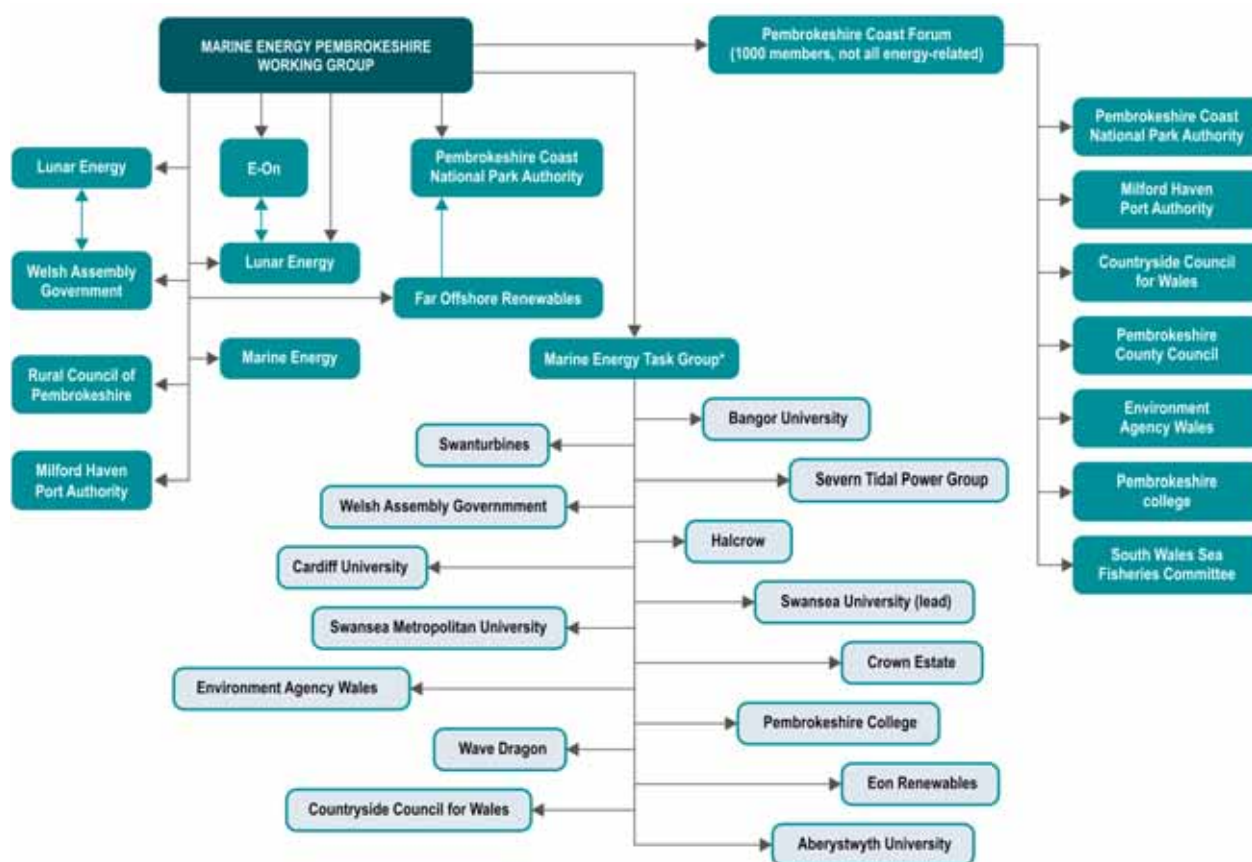 MARINE ENERGY PEMBROKESHIRE
WORKING GROUP
Pembrokeshire Coast Forum
(1000 members, not all energy-related)
Lunar Energy
E-On
Pembrokeshire Coast
National Park Authority
Welsh Assembly
Government
Lunar Energy
Far Offshore Renewables
Rural Council of
Pembrokeshire
Marine Energy
Marine Energy Task Group*
Milford Haven
Port Authority
Pembrokeshire Coast
National Park Authority
Milford Haven
Port Authority
Countryside Council
for Wales
Pembrokeshire
County Council
Environment
Agency Wales
Pembrokeshire
college
South Wales Sea
Fisheries Committee
Bangor University
Swanturbines
Severn Tidal Power Group
Welsh Assembly Governmment
Halcrow
Cardiff University
Swansea University (lead)
Swansea Metropolitan University
Crown Estate
Environment Agency Wales
Pembrokeshire College
Wave Dragon
Eon Renewables
Countryside Council for Wales
Aberystwyth University